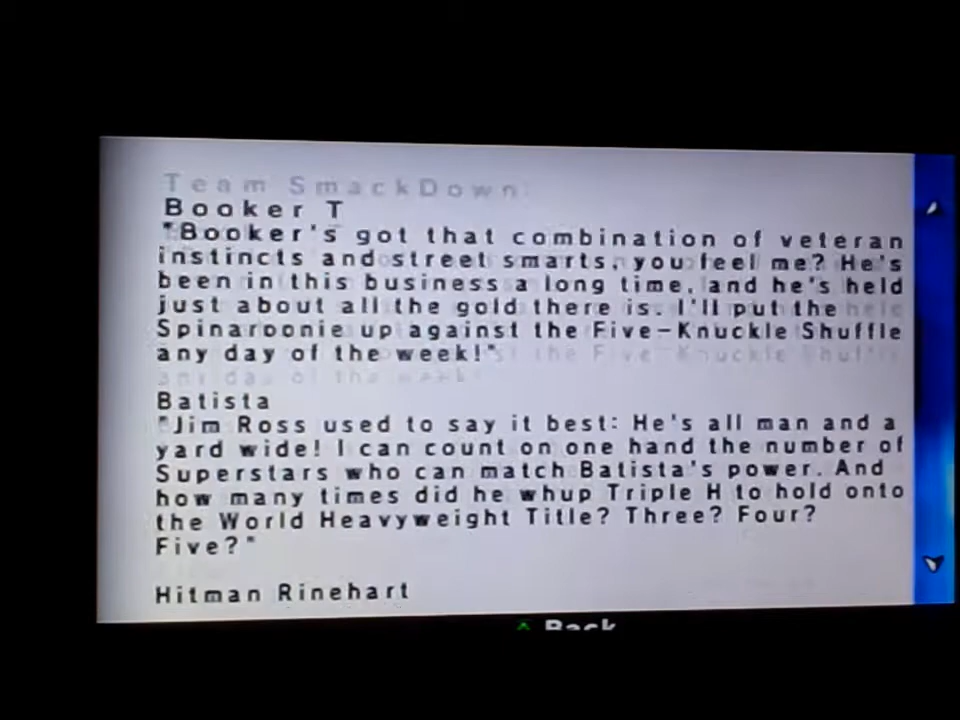 Team SmackDown:
Booker T
"Booker's got that combination of veteran
instincts and street smarts, you feel me? He's
been in this business a long time, and he's held
just about all the gold there is. I'll put the
Spinaroonie up against the Five-Knuckle Shuffle
any day of the week!"
Batista
"Jim Ross used to say it best: He's all man and a
yard wide! I can count on one hand the number of
Superstars who can match Batista's power. And
how many times did he whup Triple H to hold onto
the World Heavyweight Title? Three? Four?
Five?"
Hitman Rinehart
Back